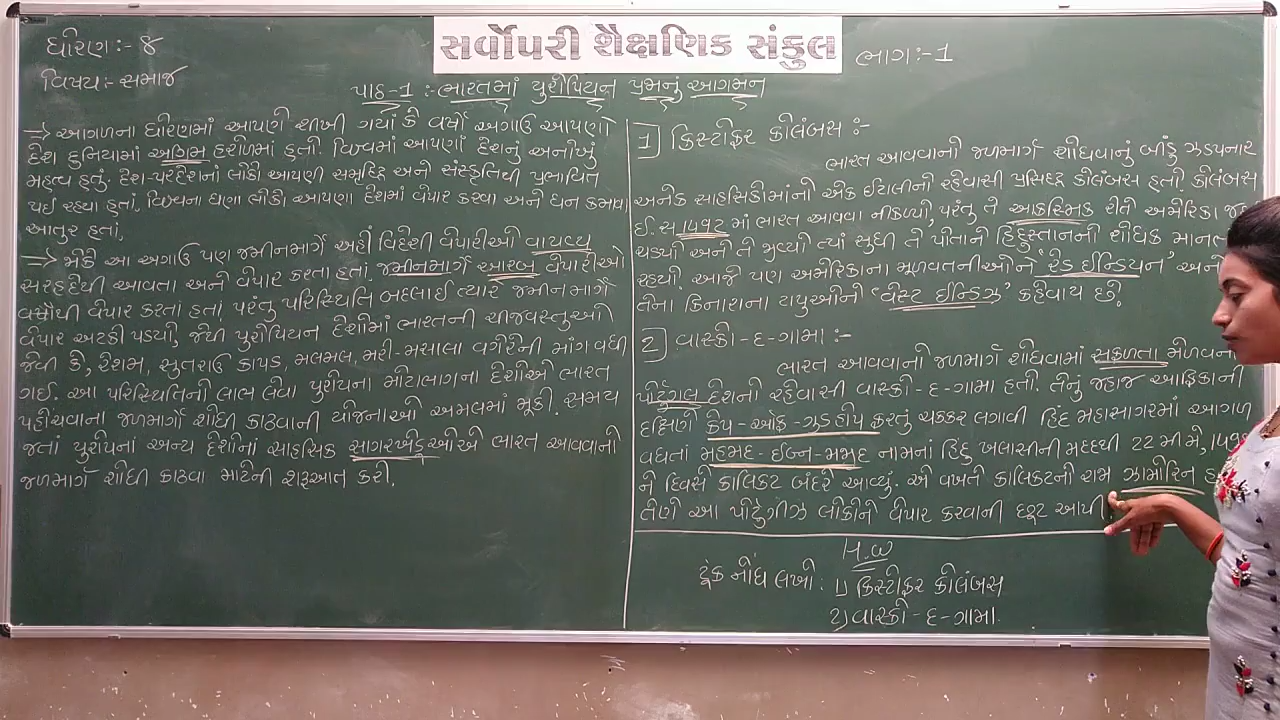 સર્વોપરી શૈક્ષણિક સંકુલ
ધોરણ:- ૪
ભાગ:-1
વિષય:- સમાજ
પાઠ-1 : ભારતમાં યુરોપિયન પ્રજાનું આગમન
⇒ આગળના ધોરણમાં આપણે શીખી ગયાં કે વર્ષો અગાઉ આપણો
દેશ દુનિયામાં અગ્રિમ હરોળમાં હતો. વિશ્વમાં આપણાં દેશનું અનોખું
મહત્વ હતું. દેશ-પરદેશના લોકો આપણી સમૃદ્ધિ અને સંસ્કૃતિથી પ્રભાવિત
થઈ રહ્યા હતાં. વિશ્વના ઘણા લોકો આપણા દેશમાં વેપાર કરવા અને ધન કમાવા
આતુર હતાં.
⇒ જોકે આ અગાઉ પણ જમીનમાર્ગે અહીં વિદેશી વેપારીઓ વાયવ્ય
સરહદેથી આવતા અને વેપાર કરતા હતાં. જમીનમાર્ગે આરબ વેપારીઓ
વર્ષોથી વેપાર કરતાં હતાં. પરંતુ પરિસ્થિતિ બદલાઈ ત્યારે જમીન માર્ગે
વેપાર અટકી પડયો, જેથી યુરોપિયન દેશોમાં ભારતની ચીજવસ્તુઓ
જેવી કે, રેશમ, સુતરાઉ કાપડ, મલમલ, મરી-મસાલા વગેરેની માંગ વધી
ગઈ. આ પરિસ્થિતિનો લાભ લેવા યુરોપના મોટાભાગના દેશોએ ભારત
પહોંચવાના જળમાર્ગો શોધી કાઢવાની યોજનાઓ અમલમાં મૂકી. સમય
જતાં યુરોપનાં અન્ય દેશોનાં સાહસિક સાગરખેડૂઓએ ભારત આવવાનો
જળમાર્ગ શોધી કાઢવા માટેની શરૂઆત કરી.
1] ક્રિસ્ટોફર કોલંબસ :-
ભારત આવવાનો જળમાર્ગ શોધવાનું બીડું ઝડપનાર
અનેક સાહસિકોમાંનો એક ઈટાલીનો રહેવાસી પ્રસિદ્ધ કોલંબસ હતો. કોલંબસ
ઈ.સ 1492 માં ભારત આવવા નીકળ્યો, પરંતુ તે આકસ્મિક રીતે અમેરિકા જઈ
ચડયો અને તે મુલ્યો ત્યાં સુધી તે પોતાને હિંદુસ્તાનનો શોધક માનતો
રહ્યો. આજે પણ અમેરિકાના મૂળવતનીઓને 'રેડ ઈન્ડિયન' અને
તેના કિનારાના ટાપુઓનો 'વેસ્ટ ઈન્ડિઝ' કહેવાય છે.
2] વાસ્કો-દ-ગામા :-
ભારત આવવાનો જળમાર્ગ શોધવામાં સફળતા મેળવનાર
પોર્ટુગલ દેશનો રહેવાસી વાસ્કો-દ-ગામા હતો. તેનું જહાજ આફ્રિકાની
દક્ષિણે કેપ-ઓફ-ગુડ હોપ ફરતું ચક્કર લગાવી હિંદ મહાસાગરમાં આગળ
વધતાં મહમદ-ઈબ્ન-મજીદ નામનાં હિંદુ ખલાસીની મદદથી 22 મી મે, 149
ને દિવસે કાલિકટ બંદરે આવ્યું. એ વખતે કાલિકટનો રાજા ઝામોરિન હ
તેણે આ પોર્ટુગીઝ લોકોને વેપાર કરવાની છૂટ આપી.
H.W
ટૂંક નોંધ લખો : 1) ક્રિસ્ટોફર કોલંબસ
2) વાસ્કો-દ-ગામા.